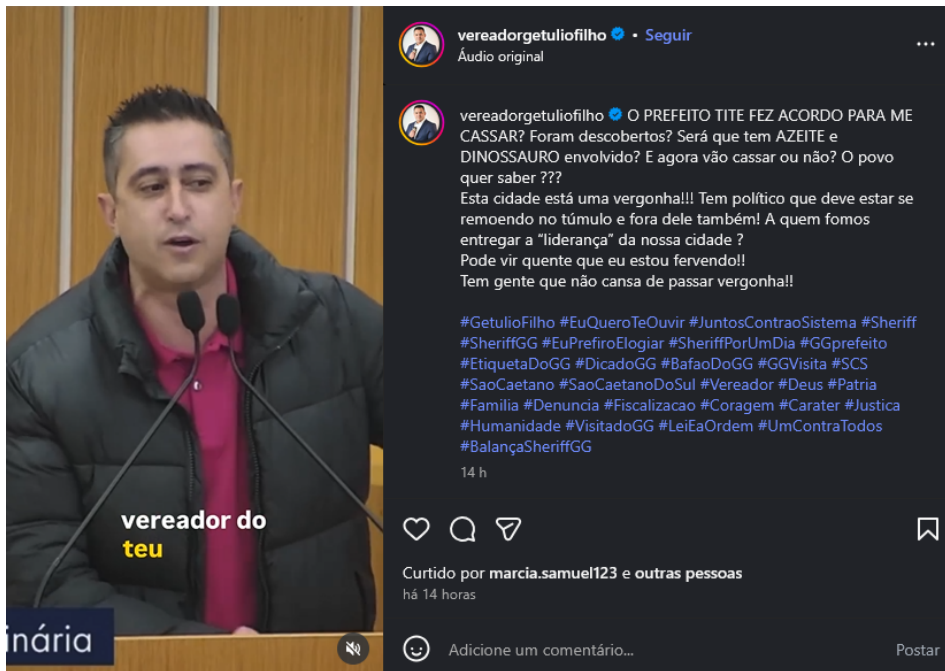 vereador do
teu
inária
vereadorgetuliofilho • Seguir
Áudio original
vereadorgetuliofilho O PREFEITO TITE FEZ ACORDO PARA ME
CASSAR? Foram descobertos? Será que tem AZEITE e
DINOSSAURO envolvido? E agora vão cassar ou não? O povo
quer saber ???
Esta cidade está uma vergonha!!! Tem político que deve estar se
remoendo no túmulo e fora dele também! A quem fomos
entregar a “liderança” da nossa cidade ?
Pode vir quente que eu estou fervendo!!
Tem gente que não cansa de passar vergonha!!
#GetulioFilho #EuQueroTeOuvir #JuntosContraoSistema #Sheriff
#SheriffGG #EuPrefiroElogiar #SheriffPorUmDia #GGprefeito
#EtiquetaDoGG #DicadoGG #BafaoDoGG #GGVisita #SCS
#SaoCaetano #SaoCaetanoDoSul #Vereador #Deus #Patria
#Familia #Denuncia #Fiscalizacao #Coragem #Carater #Justica
#Humanidade #VisitadoGG #LeiEaOrdem #UmContraTodos
#BalançaSheriffGG
14 h
Curtido por marcia.samuel123 e outras pessoas
há 14 horas
Adicione um comentário... Postar